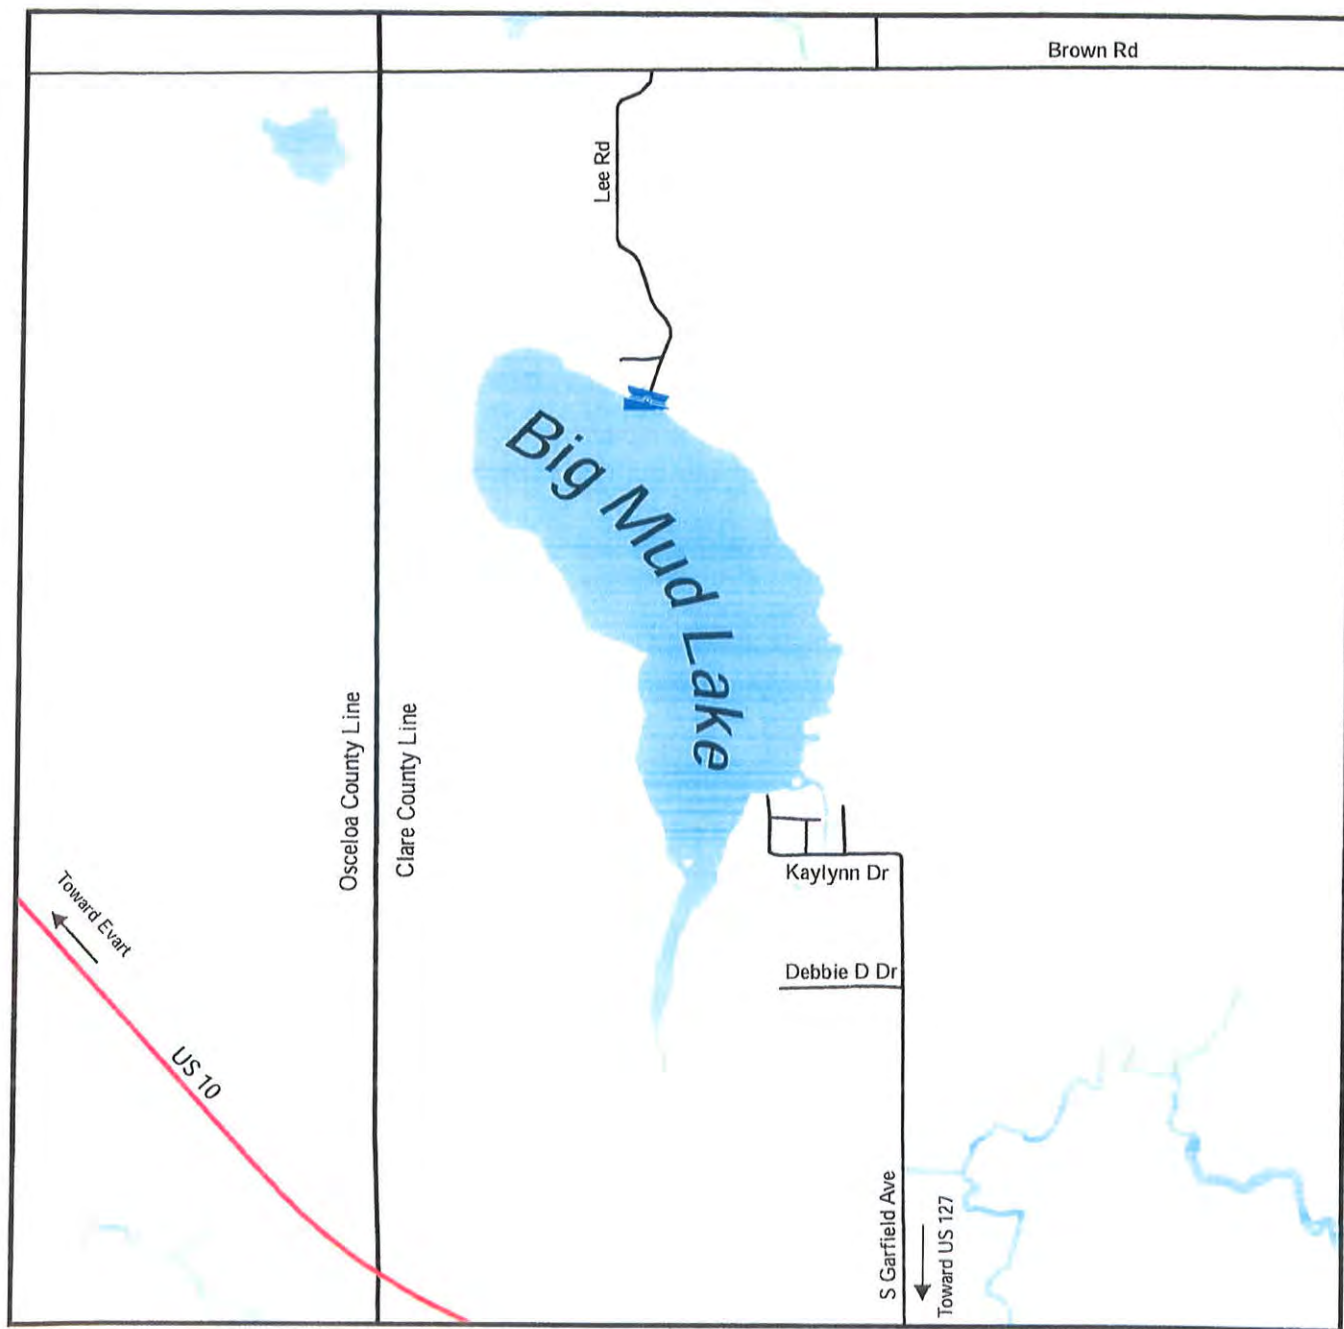 Brown Rd
Lee Rd
Big Mud Lake
Osceloa County Line
Clare County Line
Kaylynn Dr
Toward Evart
Debbie D Dr
US 10
S Garfield Ave
Toward US 127